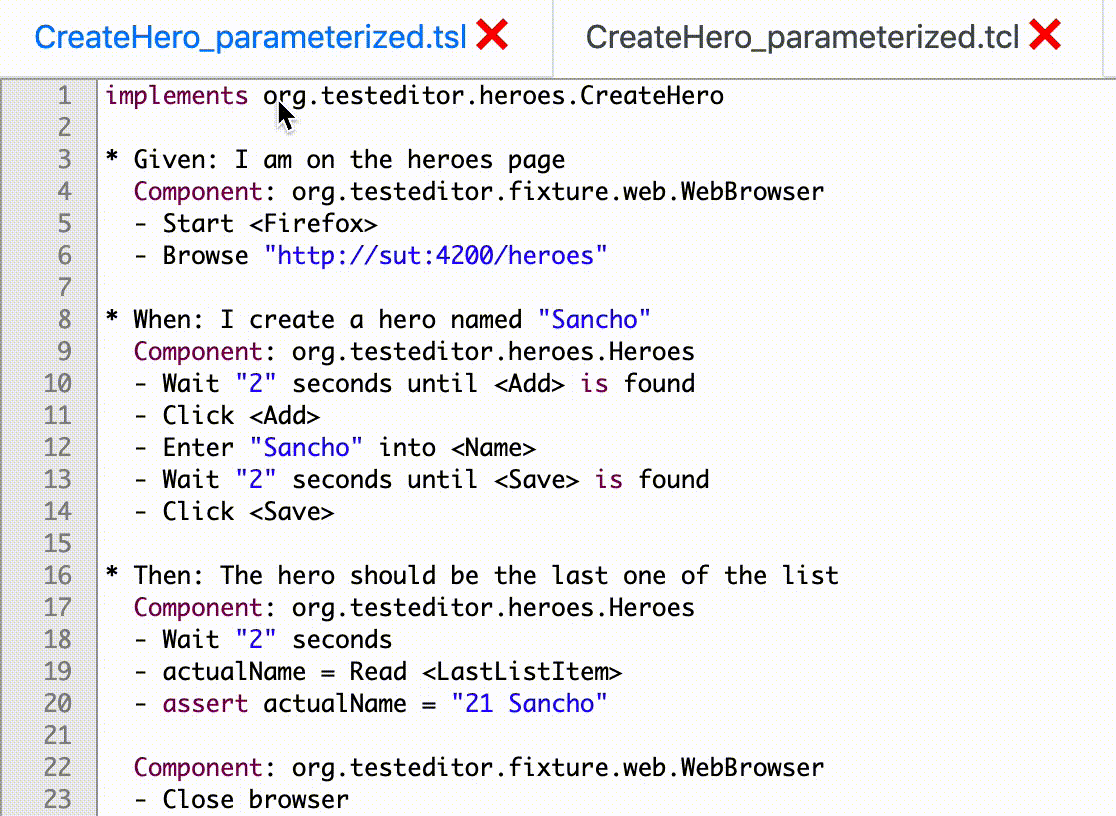 CreateHero_parameterized.tsl ❌ CreateHero_parameterized.tcl ❌
1 implements org.testeditor.heroes.CreateHero
2
3 * Given: I am on the heroes page
4 Component: org.testeditor.fixture.web.WebBrowser
5 - Start <Firefox>
6 - Browse "http://sut:4200/heroes"
7
8 * When: I create a hero named "Sancho"
9 Component: org.testeditor.heroes.Heroes
10 - Wait "2" seconds until <Add> is found
11 - Click <Add>
12 - Enter "Sancho" into <Name>
13 - Wait "2" seconds until <Save> is found
14 - Click <Save>
15
16 * Then: The hero should be the last one of the list
17 Component: org.testeditor.heroes.Heroes
18 - Wait "2" seconds
19 - actualName = Read <LastListItem>
20 - assert actualName = "21 Sancho"
21
22 Component: org.testeditor.fixture.web.WebBrowser
23 - Close browser